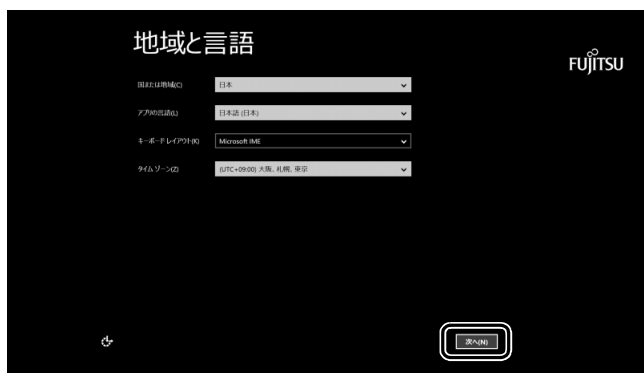 地域と言語
FUJITSU
国または地域(C)
日本
アプリの言語(L)
日本語 (日本)
キーボード レイアウト(K)
Microsoft IME
タイム ゾーン(Z)
(UTC+09:00) 大阪、札幌、東京
次へ(N)